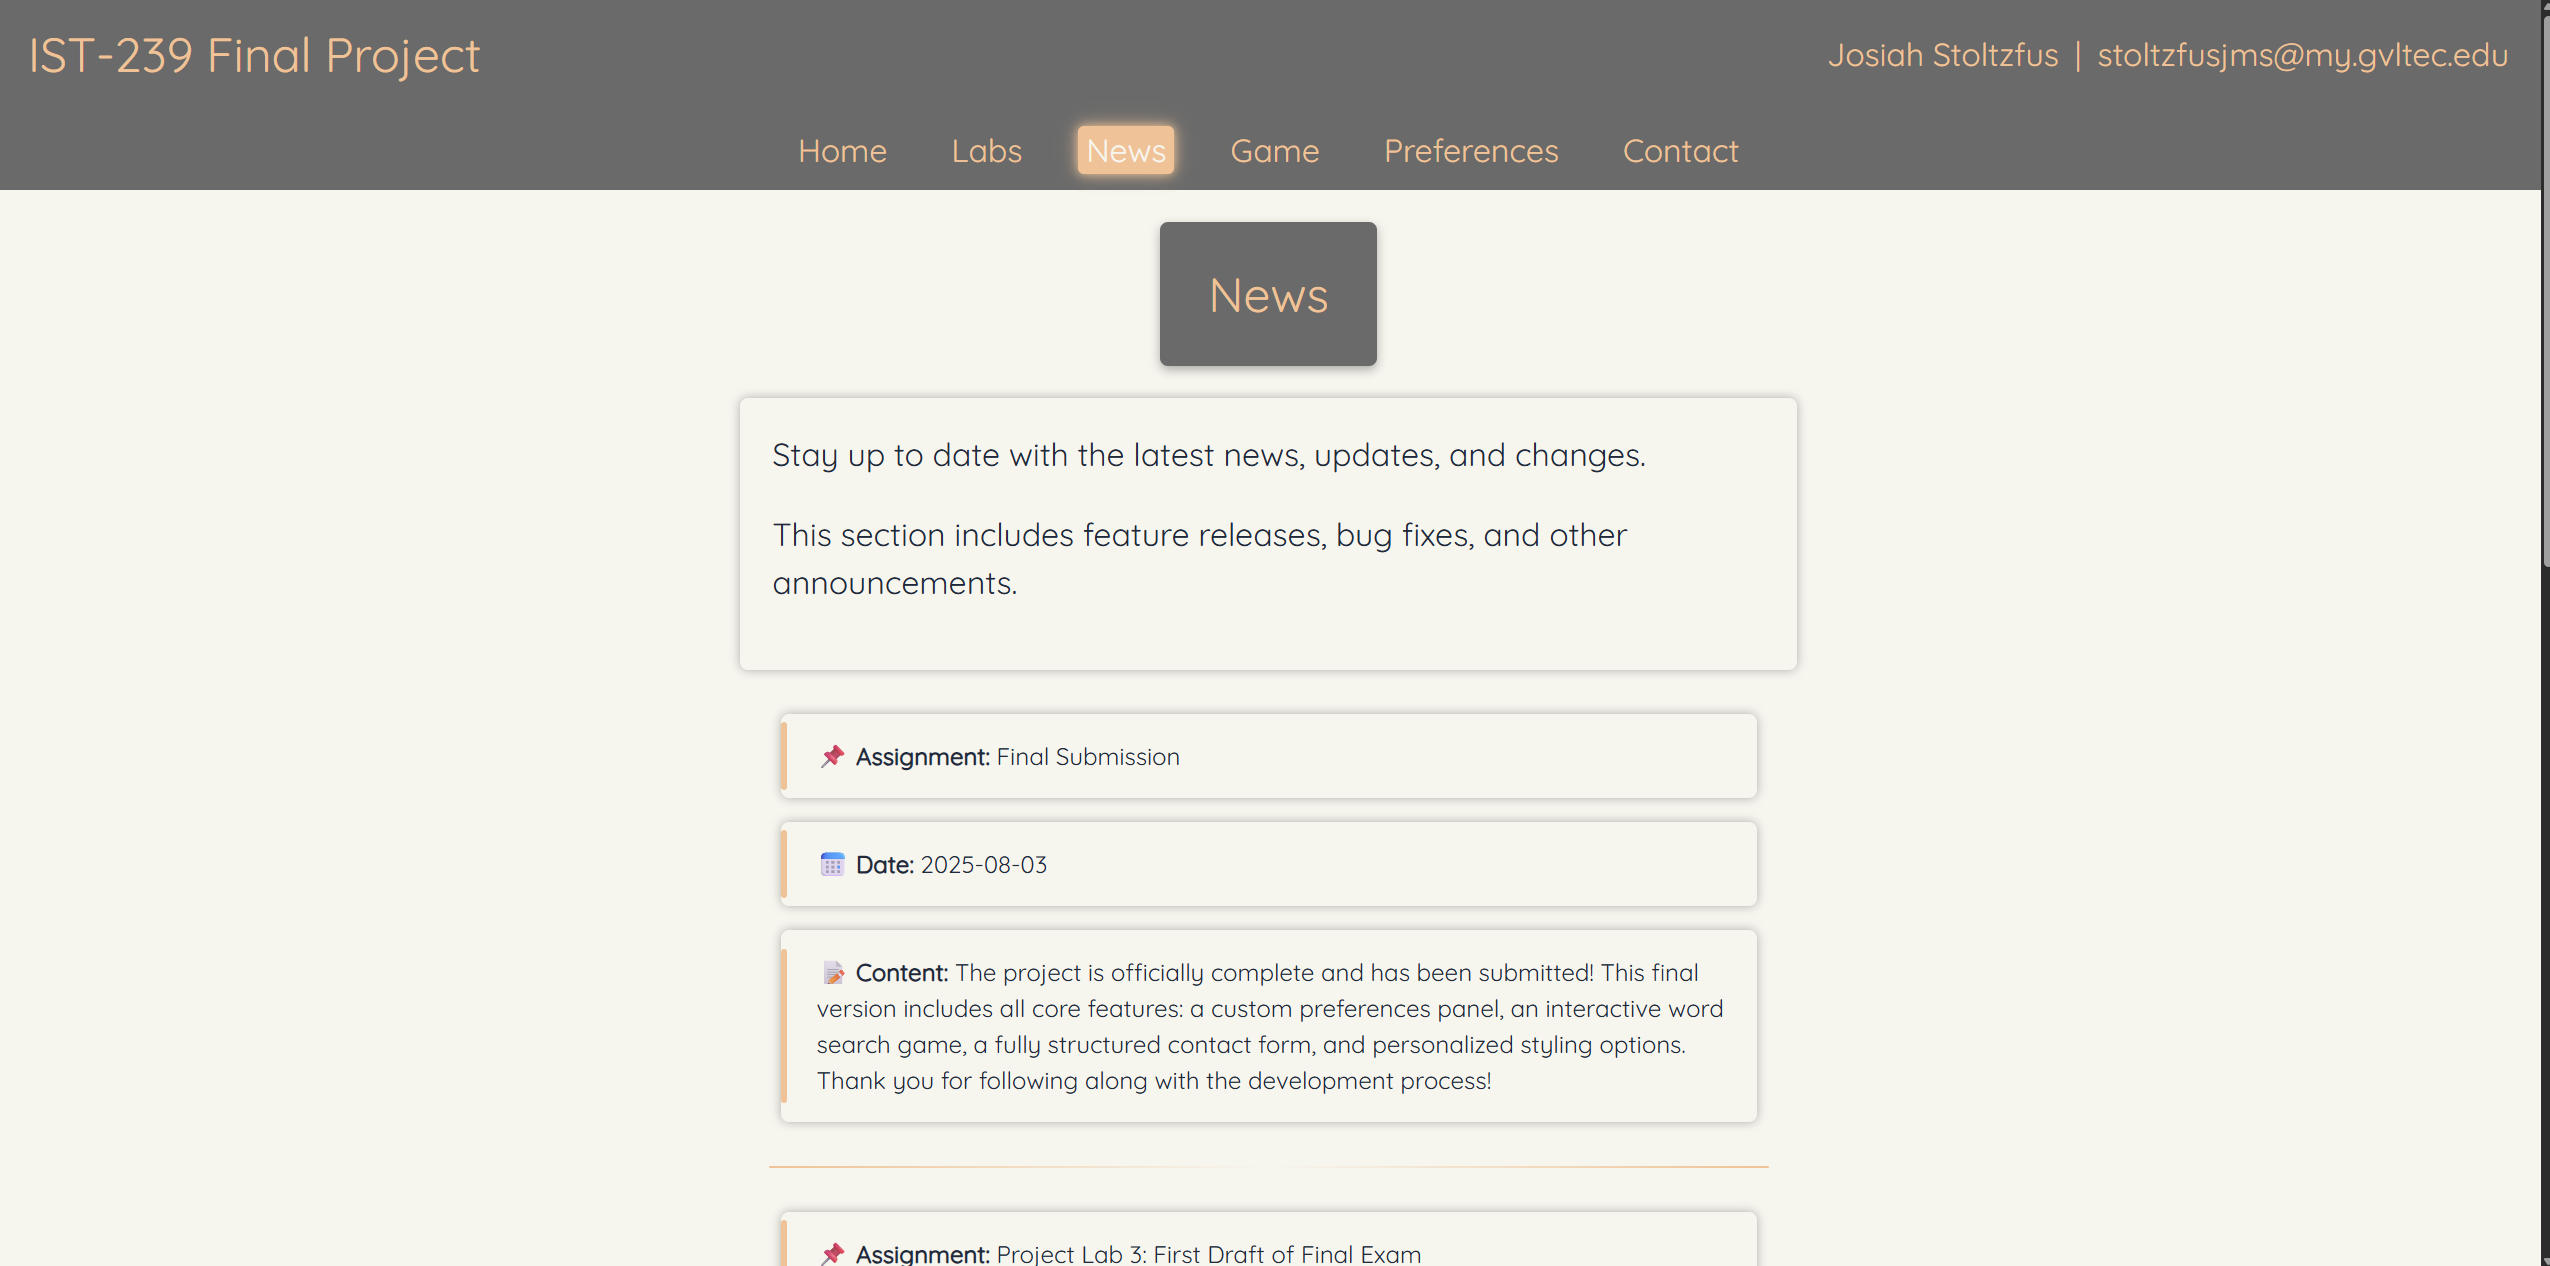 IST-239 Final Project
Josiah Stoltzfus | stoltzfusjms@my.gvltec.edu
Home Labs News Game Preferences Contact
News
Stay up to date with the latest news, updates, and changes.
This section includes feature releases, bug fixes, and other
announcements.
Assignment: Final Submission
Date: 2025-08-03
Content: The project is officially complete and has been submitted! This final
version includes all core features: a custom preferences panel, an interactive word
search game, a fully structured contact form, and personalized styling options.
Thank you for following along with the development process!
Assignment: Project Lab 3: First Draft of Final Exam